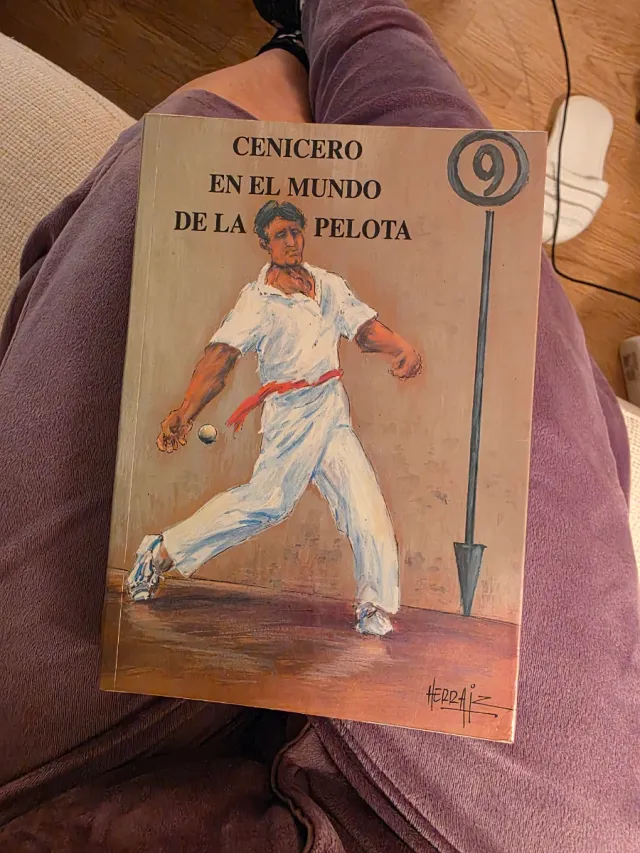 CENICERO
EN EL MUNDO
DE LA PELOTA
9
HERRAIZ